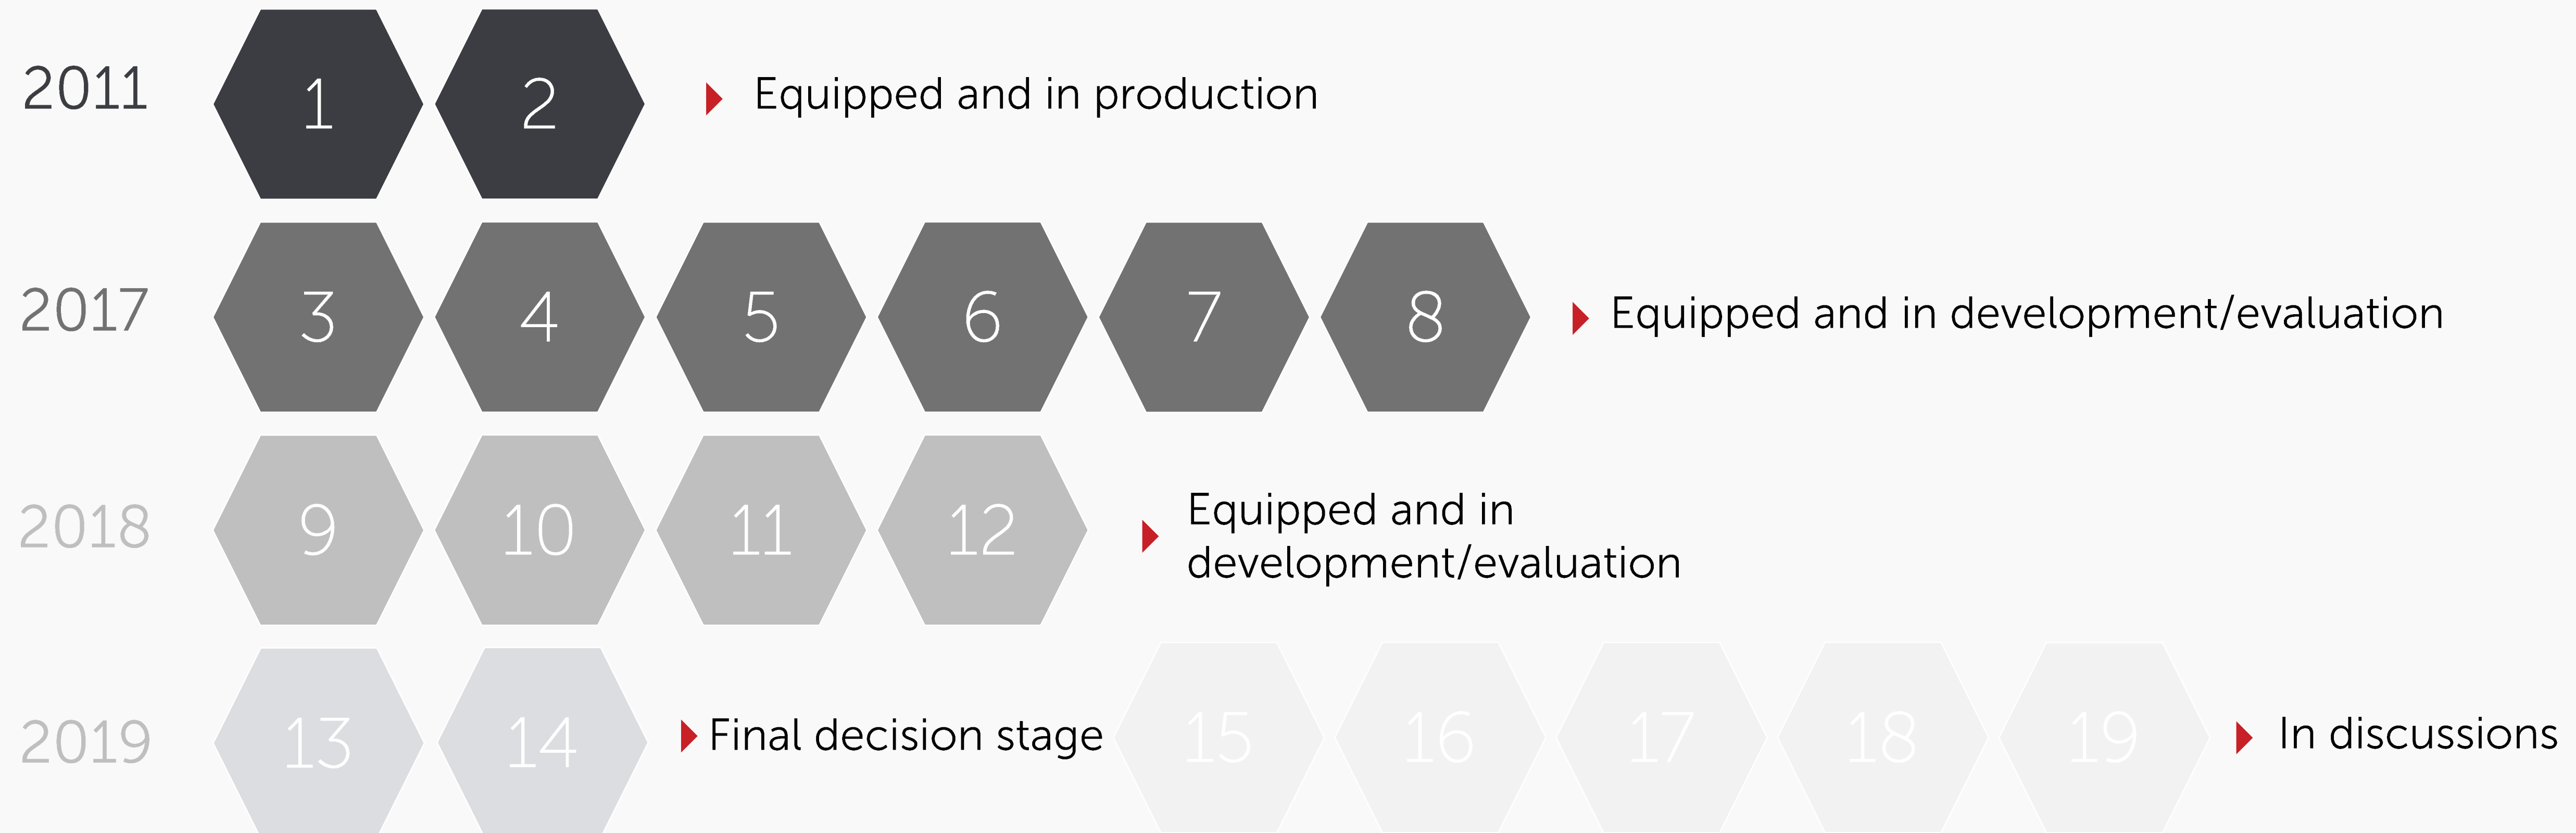 2011
1 2
Equipped and in production
2017
3 4 5 6 7 8
Equipped and in development/evaluation
2018
9 10 11 12
Equipped and in
development/evaluation
2019
13 14
Final decision stage
15 16 17 18 19
In discussions